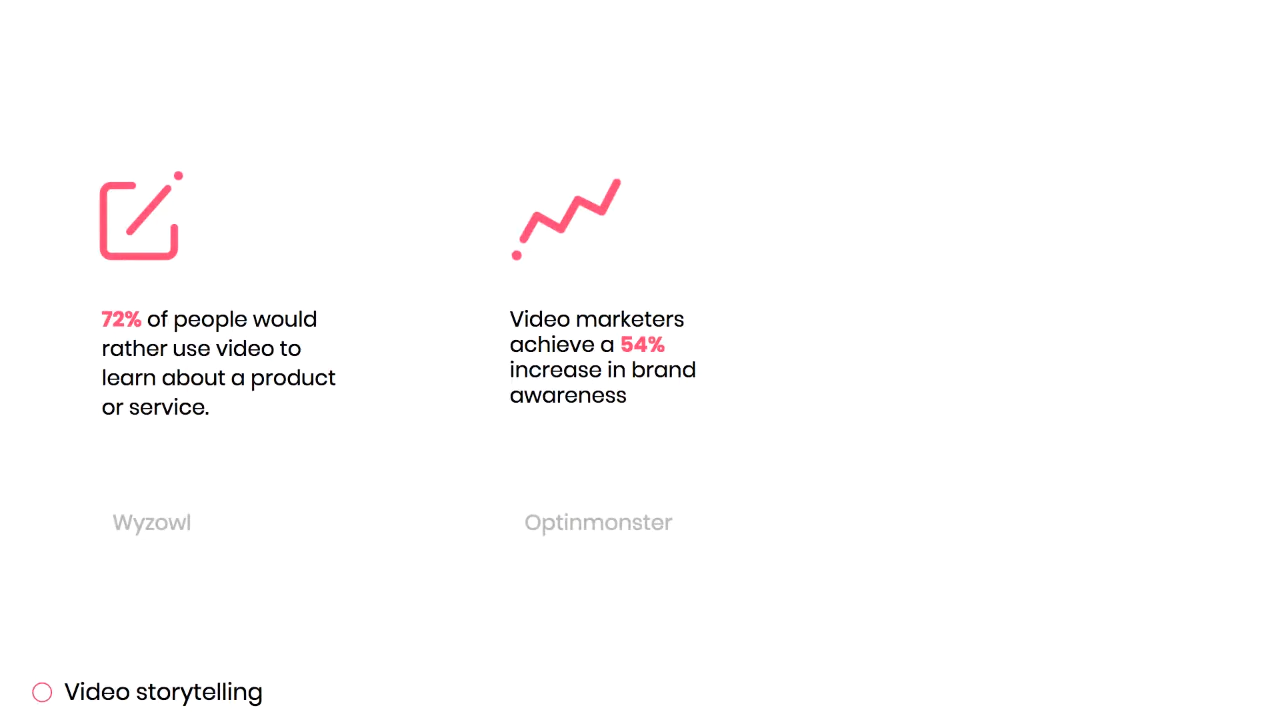 72% of people would
rather use video to
learn about a product
or service.
Video marketers
achieve a 54%
increase in brand
awareness
Wyzowl
Optinmonster
Video storytelling